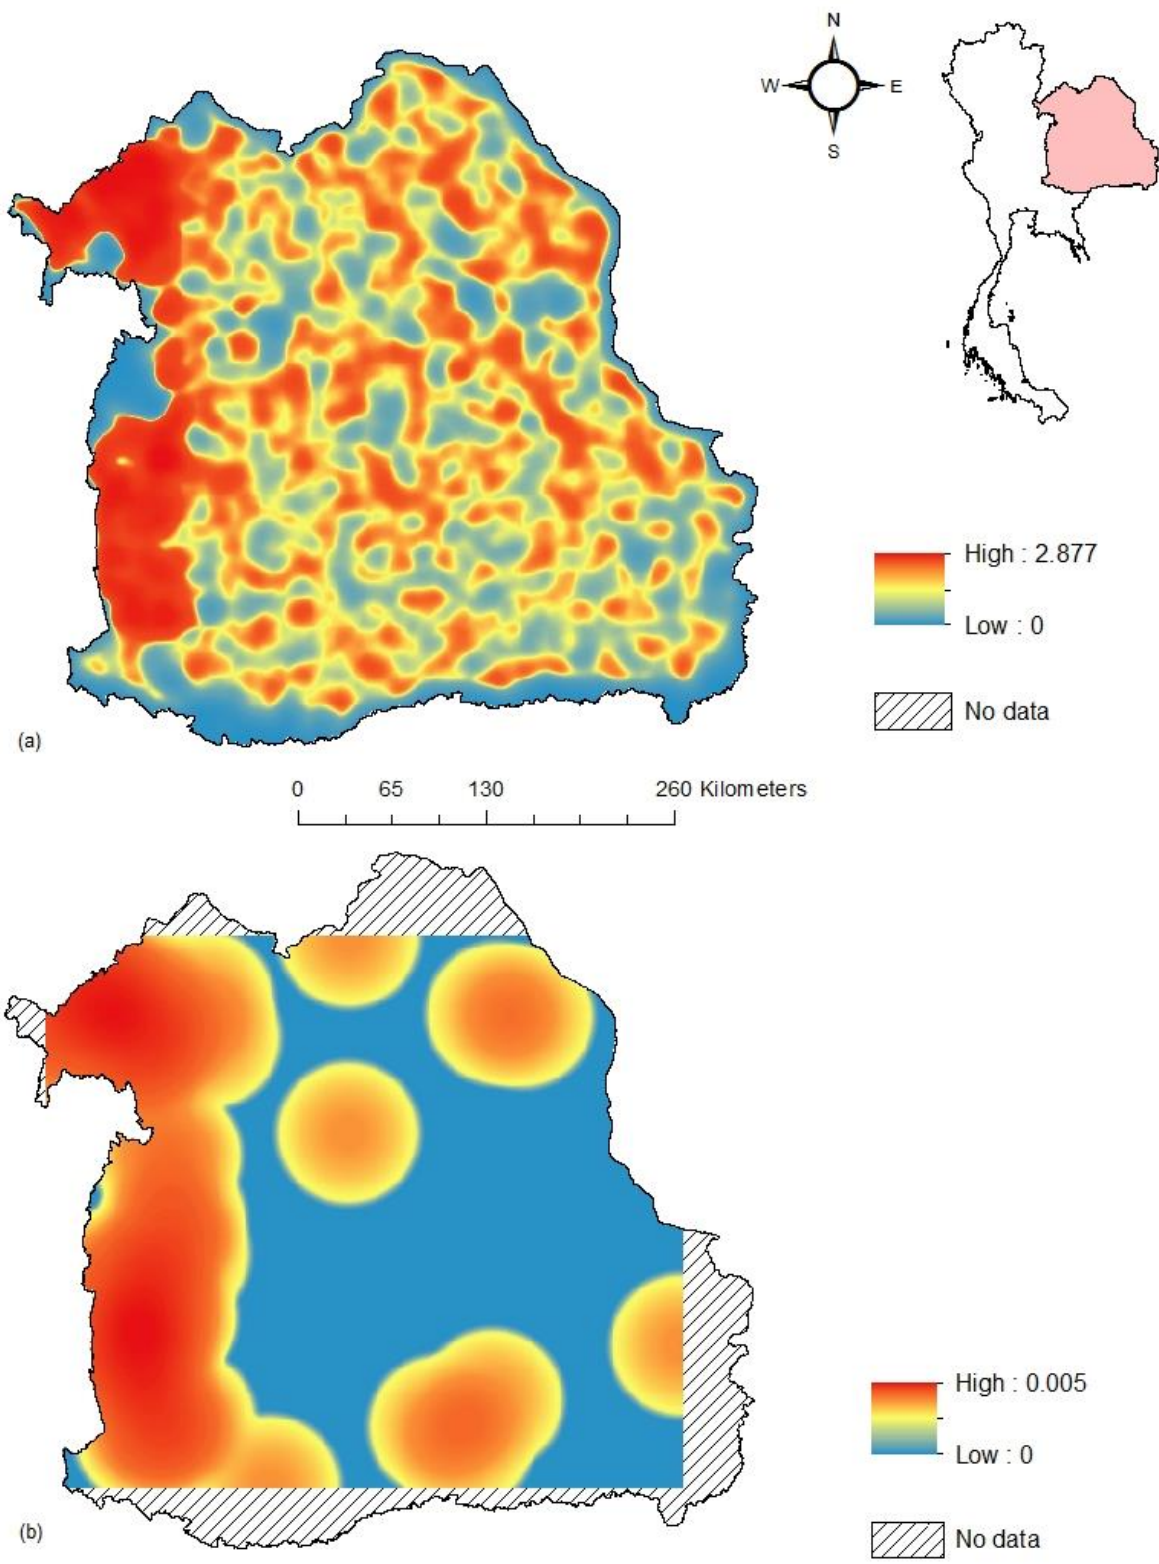 N
W E
S
High : 2.877
Low : 0
No data
(a)
0 65 130 260 Kilometers
High : 0.005
Low : 0
No data
(b)